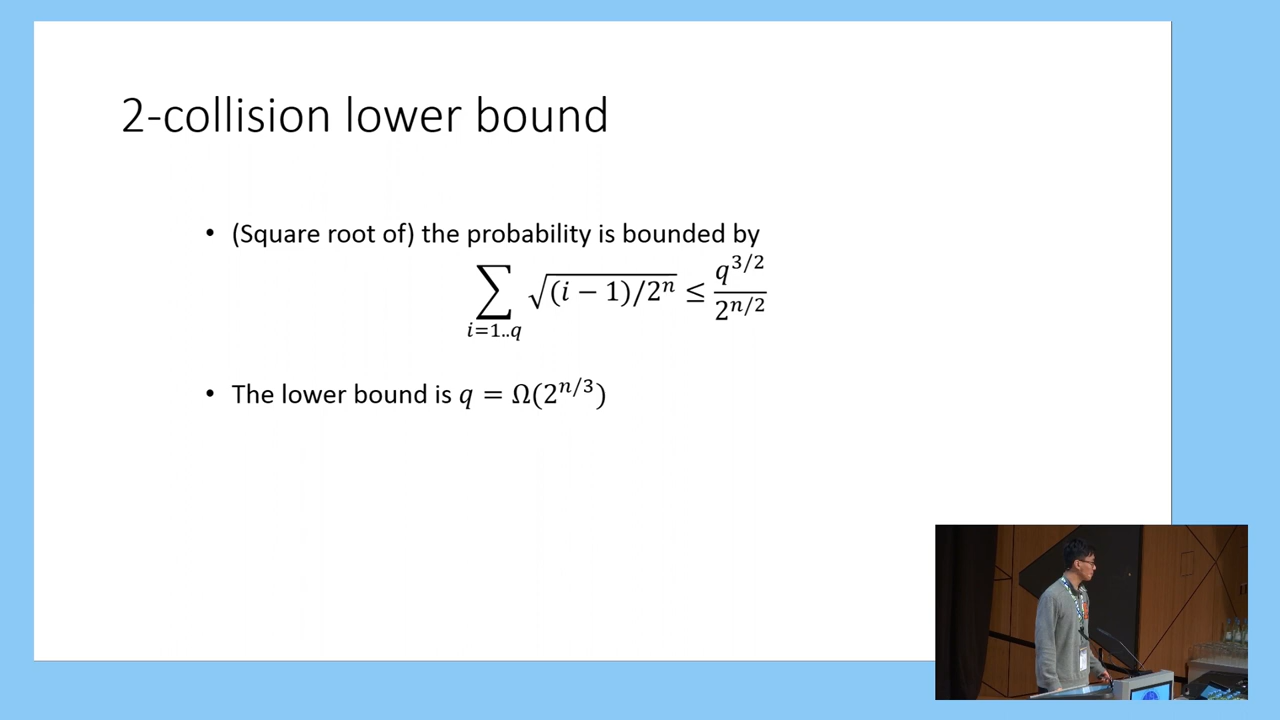 2-collision lower bound
• (Square root of) the probability is bounded by
∑_{i=1..q} √((i − 1)/2ⁿ) ≤ q^{3/2}/2^{n/2}
• The lower bound is q = Ω(2^{n/3})